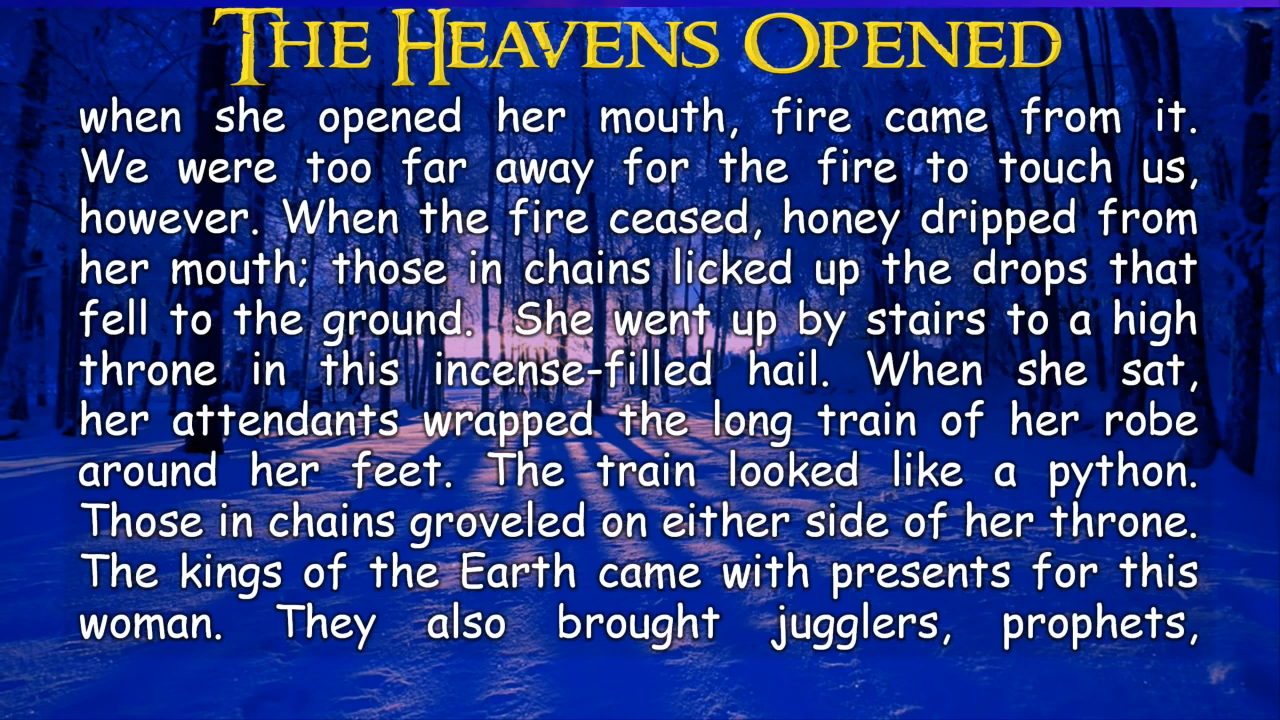 The Heavens Opened
when she opened her mouth, fire came from it.
We were too far away for the fire to touch us,
however. When the fire ceased, honey dripped from
her mouth; those in chains licked up the drops that
fell to the ground. She went up by stairs to a high
throne in this incense-filled hail. When she sat,
her attendants wrapped the long train of her robe
around her feet. The train looked like a python.
Those in chains groveled on either side of her throne.
The kings of the Earth came with presents for this
woman. They also brought jugglers, prophets,